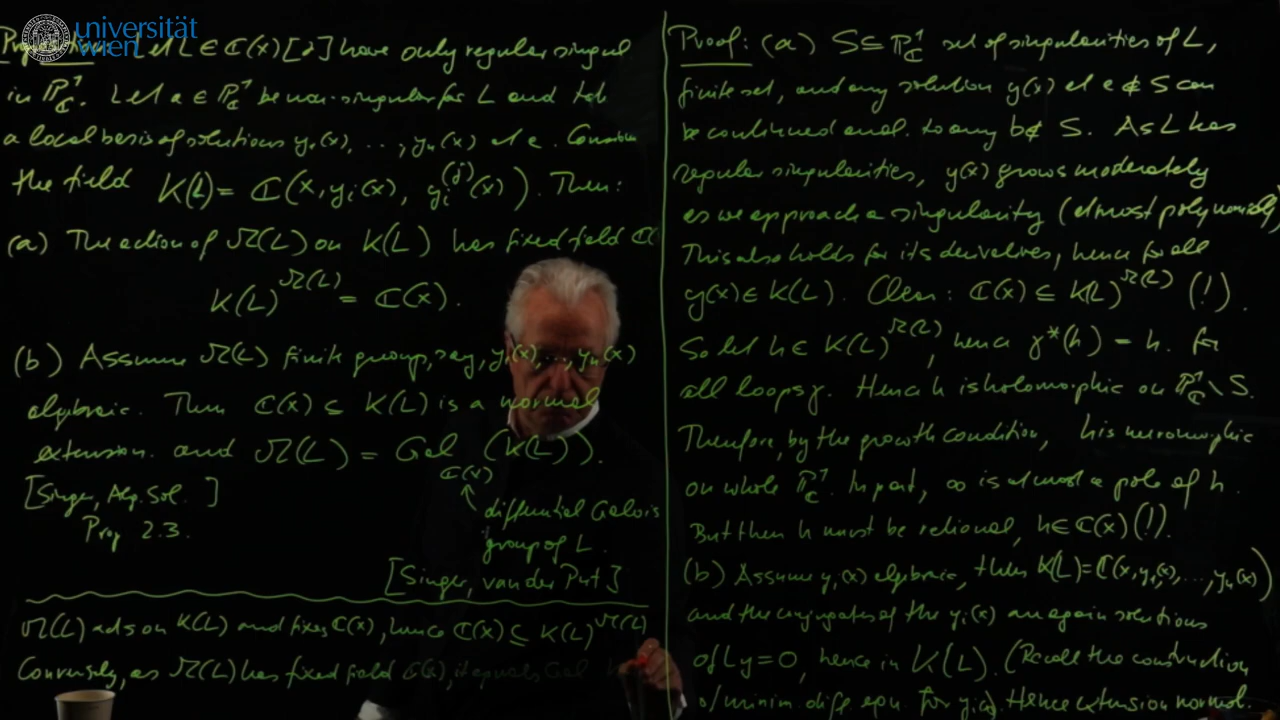 universität
wien
Let L ∈ ℂ(x)[∂] have only regular singul
in ℙ¹_ℂ. Let a ∈ ℙ¹_ℂ be non-singular for L and
a local basis of solutions y₁(x), ..., yₙ(x) at a.
the field K(L) = ℂ(x, yᵢ(x), yᵢ^(j)(x)). Then:
(a) The action of π(L) on K(L) has fixed field
K(L)^π(L) = ℂ(x).
(b) Assume π(L) finite group, say, y₁(x), ..., yₙ(x)
algebraic. Then ℂ(x) ⊂ K(L) is a normal
extension. and π(L) = Gal_ℂ(x) (K(L)).
[Singer, Alg. Sol. ]
Prop 2.3.
differential Galois
group of L.
[Singer, van der Put]
π(L) acts on K(L) and fixes ℂ(x), hence ℂ(x) ⊆ K(L)^π(L)
Conversely, as π(L) has fixed field ℂ(x), it equals Gal
Proof: (a) S ⊆ ℙ¹_ℂ set of singularities of L,
finite set, and any solution y(x) at a ∉ S can
be continued anal. to any b ∉ S. As L has
regular singularities, y(x) grows moderately
as we approach a singularity (almost polynomially)
This also holds for its derivatives, hence for all
y(x) ∈ K(L). Clear: ℂ(x) ⊆ K(L)^π(L) (!).
So let h ∈ K(L)^π(L), hence γ*(h) = h. for
all loops γ. Hence h is holomorphic on ℙ¹_ℂ \ S.
Therefore, by the growth condition, h is meromorphic
on whole ℙ¹_ℂ. In part, ∞ is at most a pole of h.
But then h must be rational, h ∈ ℂ(x) (!).
(b) Assume yᵢ(x) algebraic, then K(L) = ℂ(x, y₁(x), ..., yₙ(x))
and the conjugates of the yᵢ(x) are again solutions
of Ly = 0, hence in K(L). (Recall the construction
o/ minim. diff. eqn. for yᵢ(x). Hence extension normal.